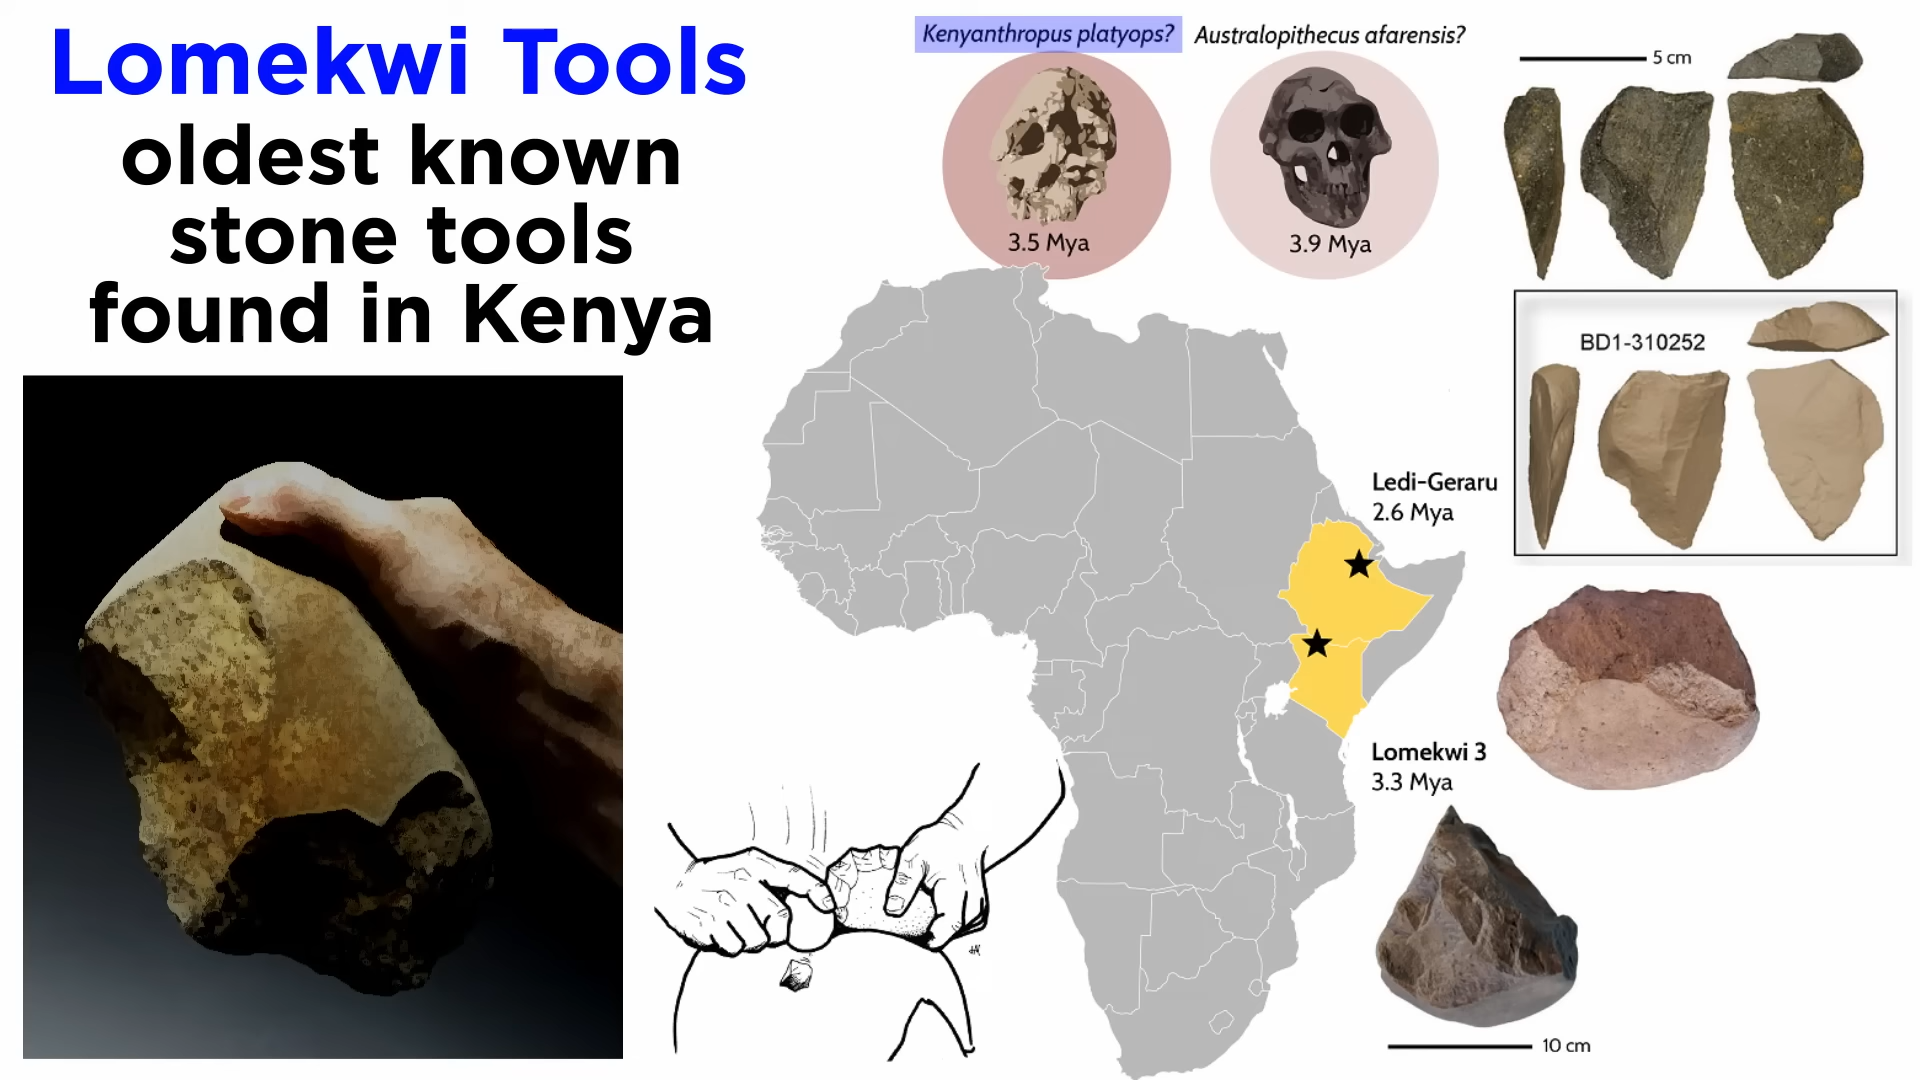 Lomekwi Tools
oldest known
stone tools
found in Kenya
Kenyanthropus platyops?
Australopithecus afarensis?
3.5 Mya
3.9 Mya
5 cm
BD1-310252
Ledi-Geraru
2.6 Mya
Lomekwi 3
3.3 Mya
10 cm